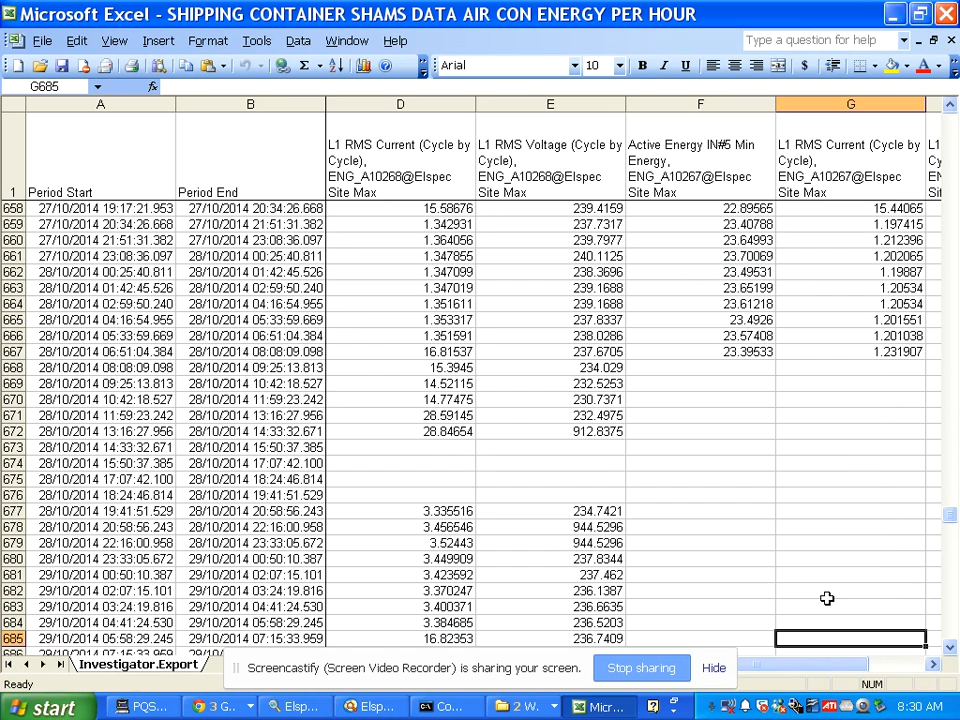 Microsoft Excel - SHIPPING CONTAINER SHAMS DATA AIR CON ENERGY PER HOUR
File Edit View Insert Format Tools Data Window Help Type a question for help
Arial 10 B I U $ A
G685 fx
A B D E F G
1 Period Start Period End L1 RMS Current (Cycle by Cycle), ENG_A10268@Elspec Site Max L1 RMS Voltage (Cycle by Cycle), ENG_A10268@Elspec Site Max Active Energy IN#5 Min Energy, ENG_A10267@Elspec Site Max L1 RMS Current (Cycle by Cycle), ENG_A10267@Elspec Site Max
658 27/10/2014 19:17:21.953 27/10/2014 20:34:26.668 15.58676 239.4159 22.89565 15.44065
659 27/10/2014 20:34:26.668 27/10/2014 21:51:31.382 1.342931 237.7317 23.40788 1.197415
660 27/10/2014 21:51:31.382 27/10/2014 23:08:36.097 1.364056 239.7977 23.64993 1.212396
661 27/10/2014 23:08:36.097 28/10/2014 00:25:40.811 1.347855 240.1125 23.70069 1.202065
662 28/10/2014 00:25:40.811 28/10/2014 01:42:45.526 1.347069 238.3696 23.49531 1.19887
663 28/10/2014 01:42:45.526 28/10/2014 02:59:50.240 1.347019 239.1688 23.65199 1.20534
664 28/10/2014 02:59:50.240 28/10/2014 04:16:54.955 1.351611 239.1688 23.61218 1.20534
665 28/10/2014 04:16:54.955 28/10/2014 05:33:59.669 1.353317 237.8337 23.4926 1.201551
666 28/10/2014 05:33:59.669 28/10/2014 06:51:04.384 1.351591 238.0286 23.57408 1.201038
667 28/10/2014 06:51:04.384 28/10/2014 08:08:09.098 16.81537 237.6705 23.39533 1.231907
668 28/10/2014 08:08:09.098 28/10/2014 09:25:13.813 15.3945 234.029
669 28/10/2014 09:25:13.813 28/10/2014 10:42:18.527 14.52115 232.5253
670 28/10/2014 10:42:18.527 28/10/2014 11:59:23.242 14.77475 230.7371
671 28/10/2014 11:59:23.242 28/10/2014 13:16:27.956 28.59145 232.4975
672 28/10/2014 13:16:27.956 28/10/2014 14:33:32.671 28.84654 912.8375
673 28/10/2014 14:33:32.671 28/10/2014 15:50:37.385
674 28/10/2014 15:50:37.385 28/10/2014 17:07:42.100
675 28/10/2014 17:07:42.100 28/10/2014 18:24:46.814
676 28/10/2014 18:24:46.814 28/10/2014 19:41:51.529
677 28/10/2014 19:41:51.529 28/10/2014 20:58:56.243 3.335516 234.7421
678 28/10/2014 20:58:56.243 28/10/2014 22:16:00.958 3.456546 944.5296
679 28/10/2014 22:16:00.958 28/10/2014 23:33:05.672 3.52443 944.5296
680 28/10/2014 23:33:05.672 29/10/2014 00:50:10.387 3.449909 237.8344
681 29/10/2014 00:50:10.387 29/10/2014 02:07:15.101 3.423592 237.462
682 29/10/2014 02:07:15.101 29/10/2014 03:24:19.816 3.370247 236.1387
683 29/10/2014 03:24:19.816 29/10/2014 04:41:24.530 3.400371 236.6635
684 29/10/2014 04:41:24.530 29/10/2014 05:58:29.245 3.384685 236.5203
685 29/10/2014 05:58:29.245 29/10/2014 07:15:33.959 16.82353 236.7409
Investigator.Export
Screencastify (Screen Video Recorder) is sharing your screen. Stop sharing Hide
Ready NUM
start PQS... 3 G... Elsp... Elsp... Co... 2 W... Micr... 8:30 AM